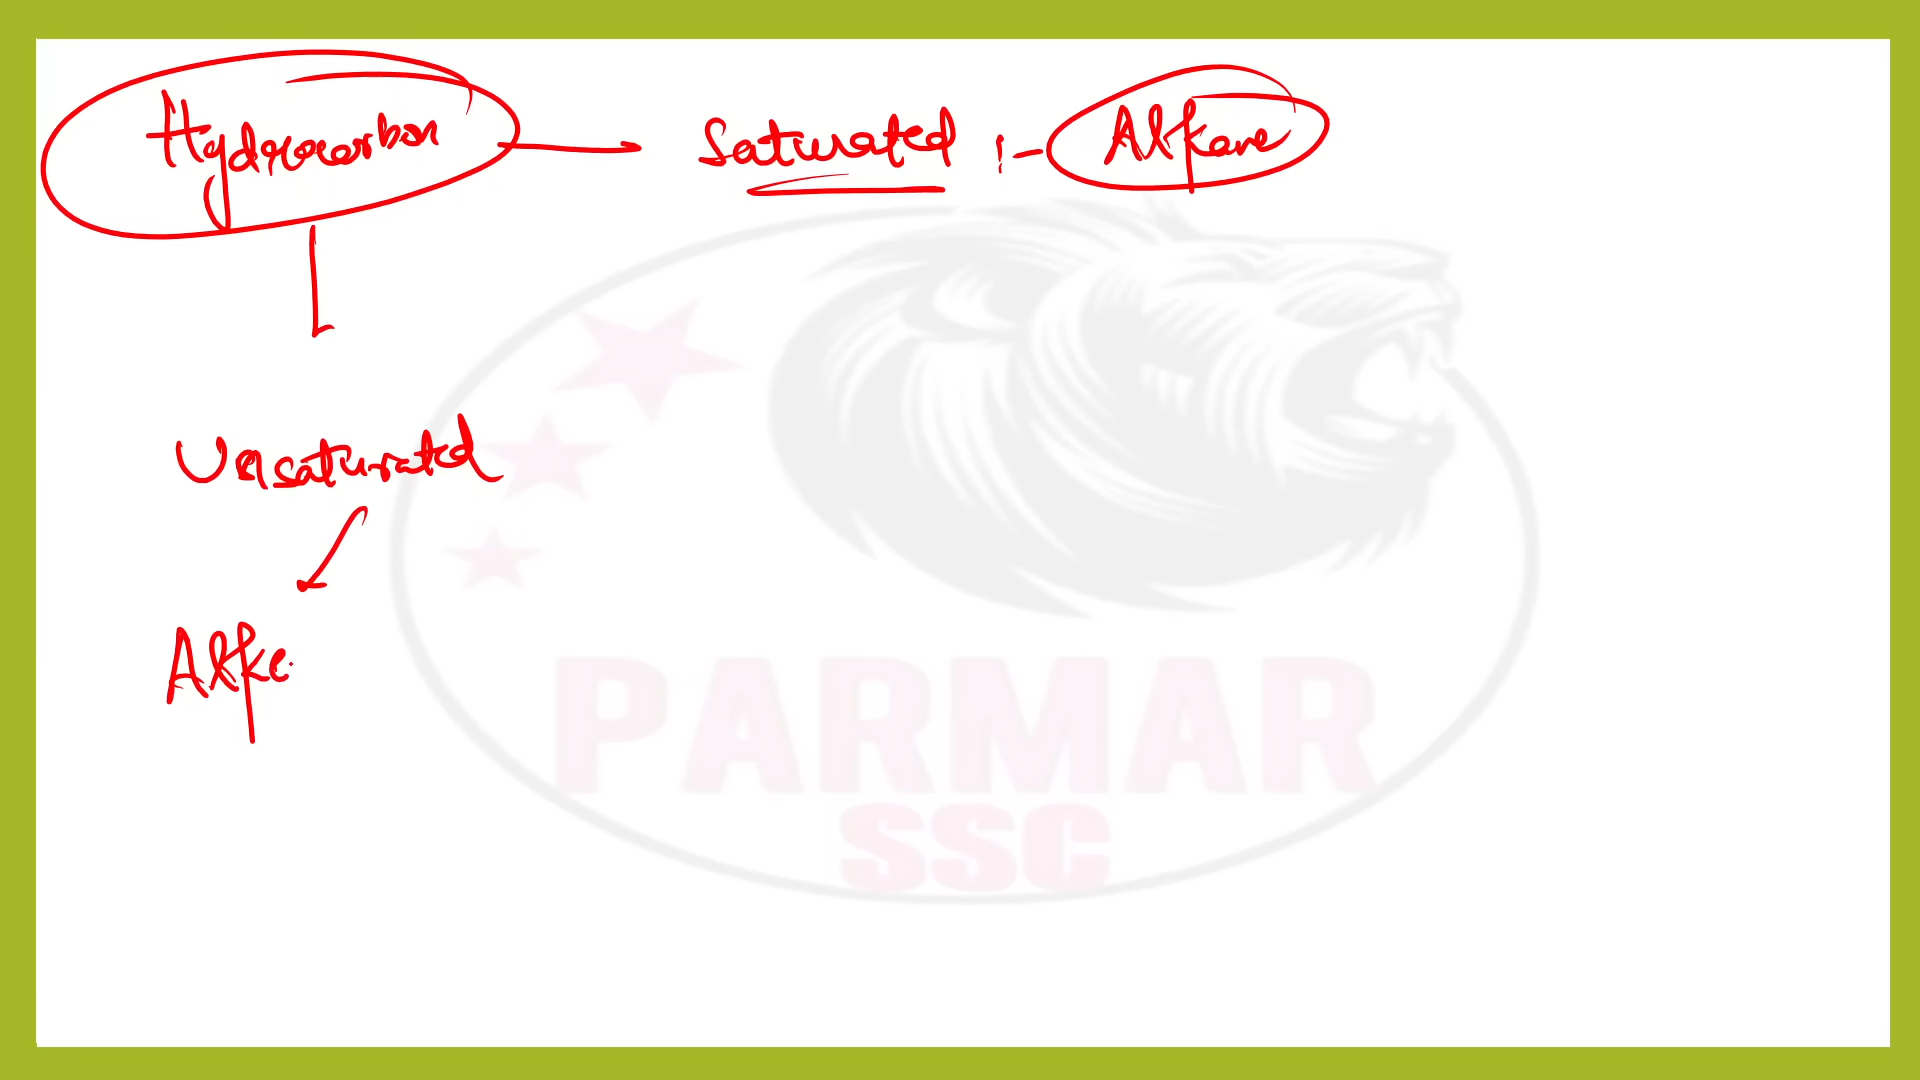 Hydrocarbon Saturated :- Alkane
Unsaturated
Alke
PARMAR
SSC